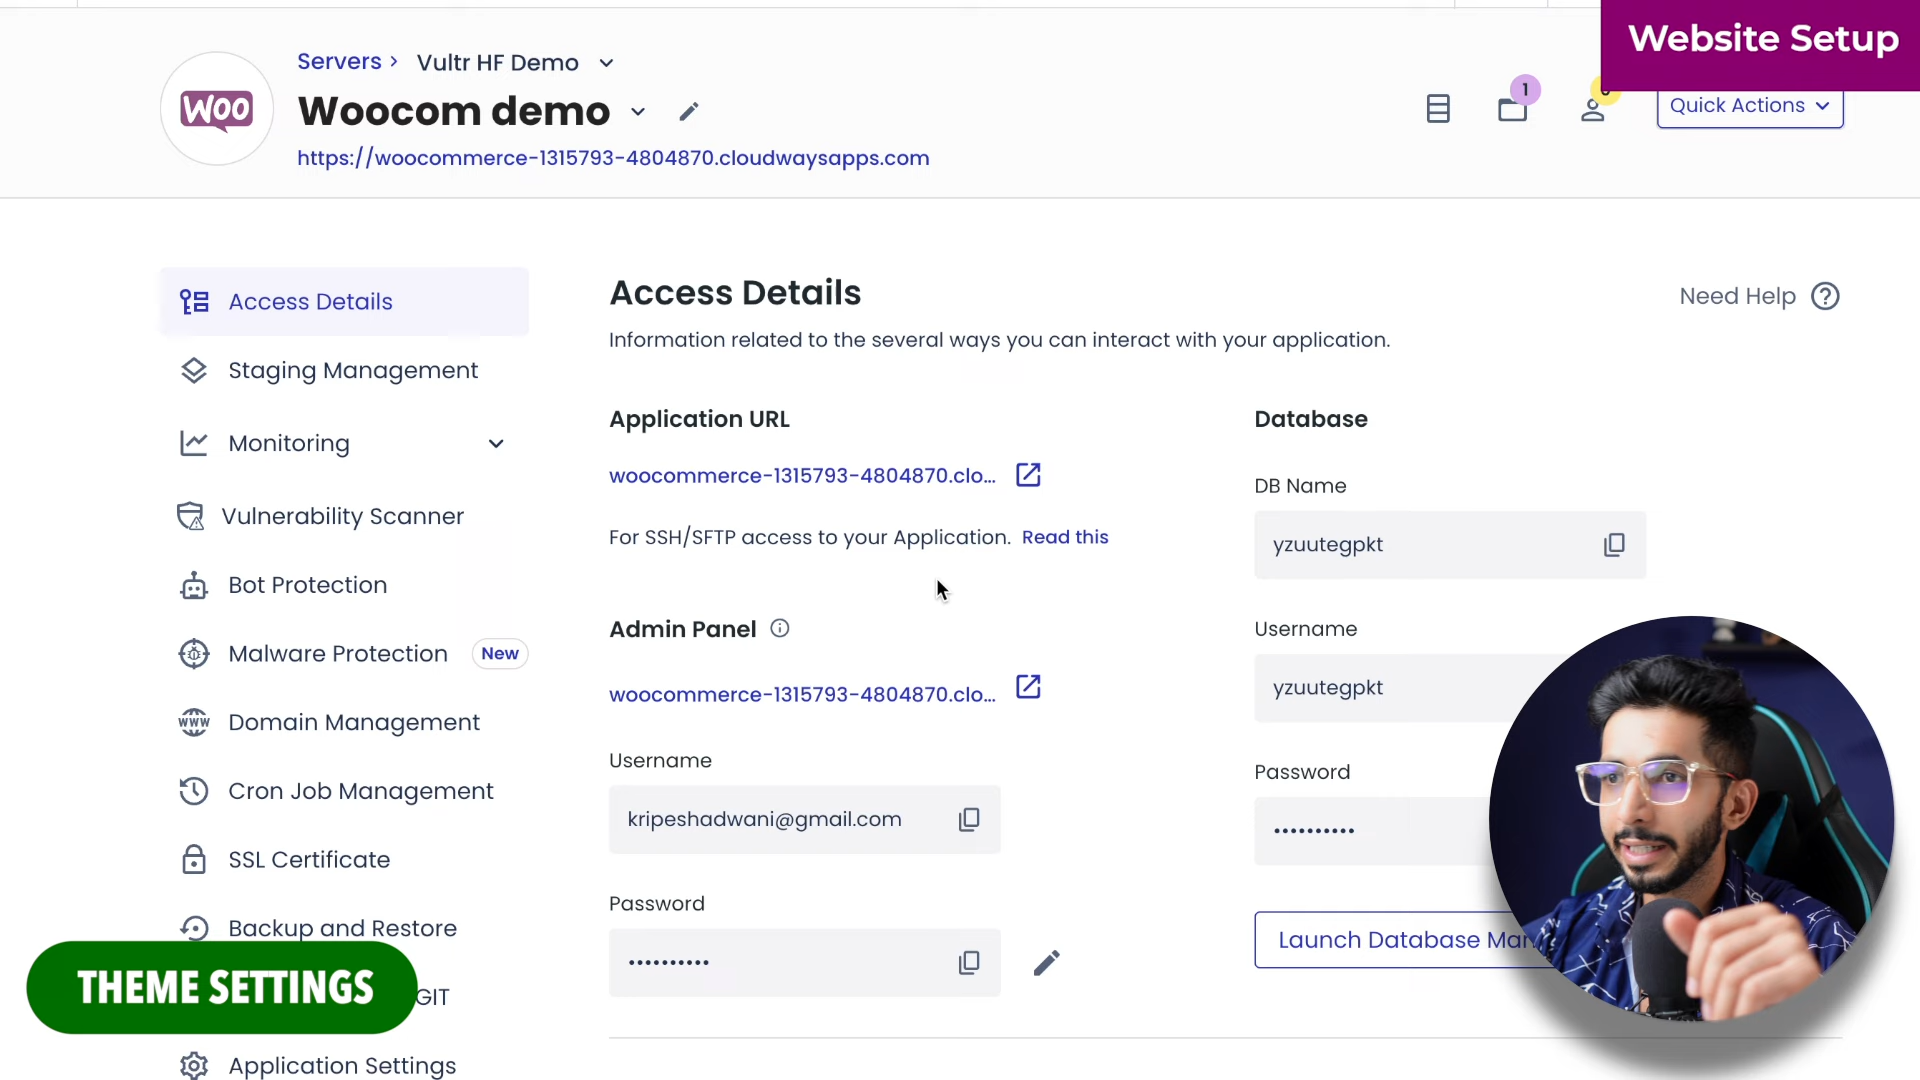 Website Setup
Servers > Vultr HF Demo
WOO
Woocom demo
https://woocommerce-1315793-4804870.cloudwaysapps.com
1
Quick Actions
Access Details
Staging Management
Monitoring
Vulnerability Scanner
Bot Protection
Malware Protection New
www Domain Management
Cron Job Management
SSL Certificate
Backup and Restore
GIT
Application Settings
THEME SETTINGS
Access Details
Need Help ?
Information related to the several ways you can interact with your application.
Application URL
woocommerce-1315793-4804870.clo...
For SSH/SFTP access to your Application. Read this
Admin Panel
woocommerce-1315793-4804870.clo...
Username
kripeshadwani@gmail.com
Password
••••••••••
Database
DB Name
yzuutegpkt
Username
yzuutegpkt
Password
••••••••••
Launch Database Man